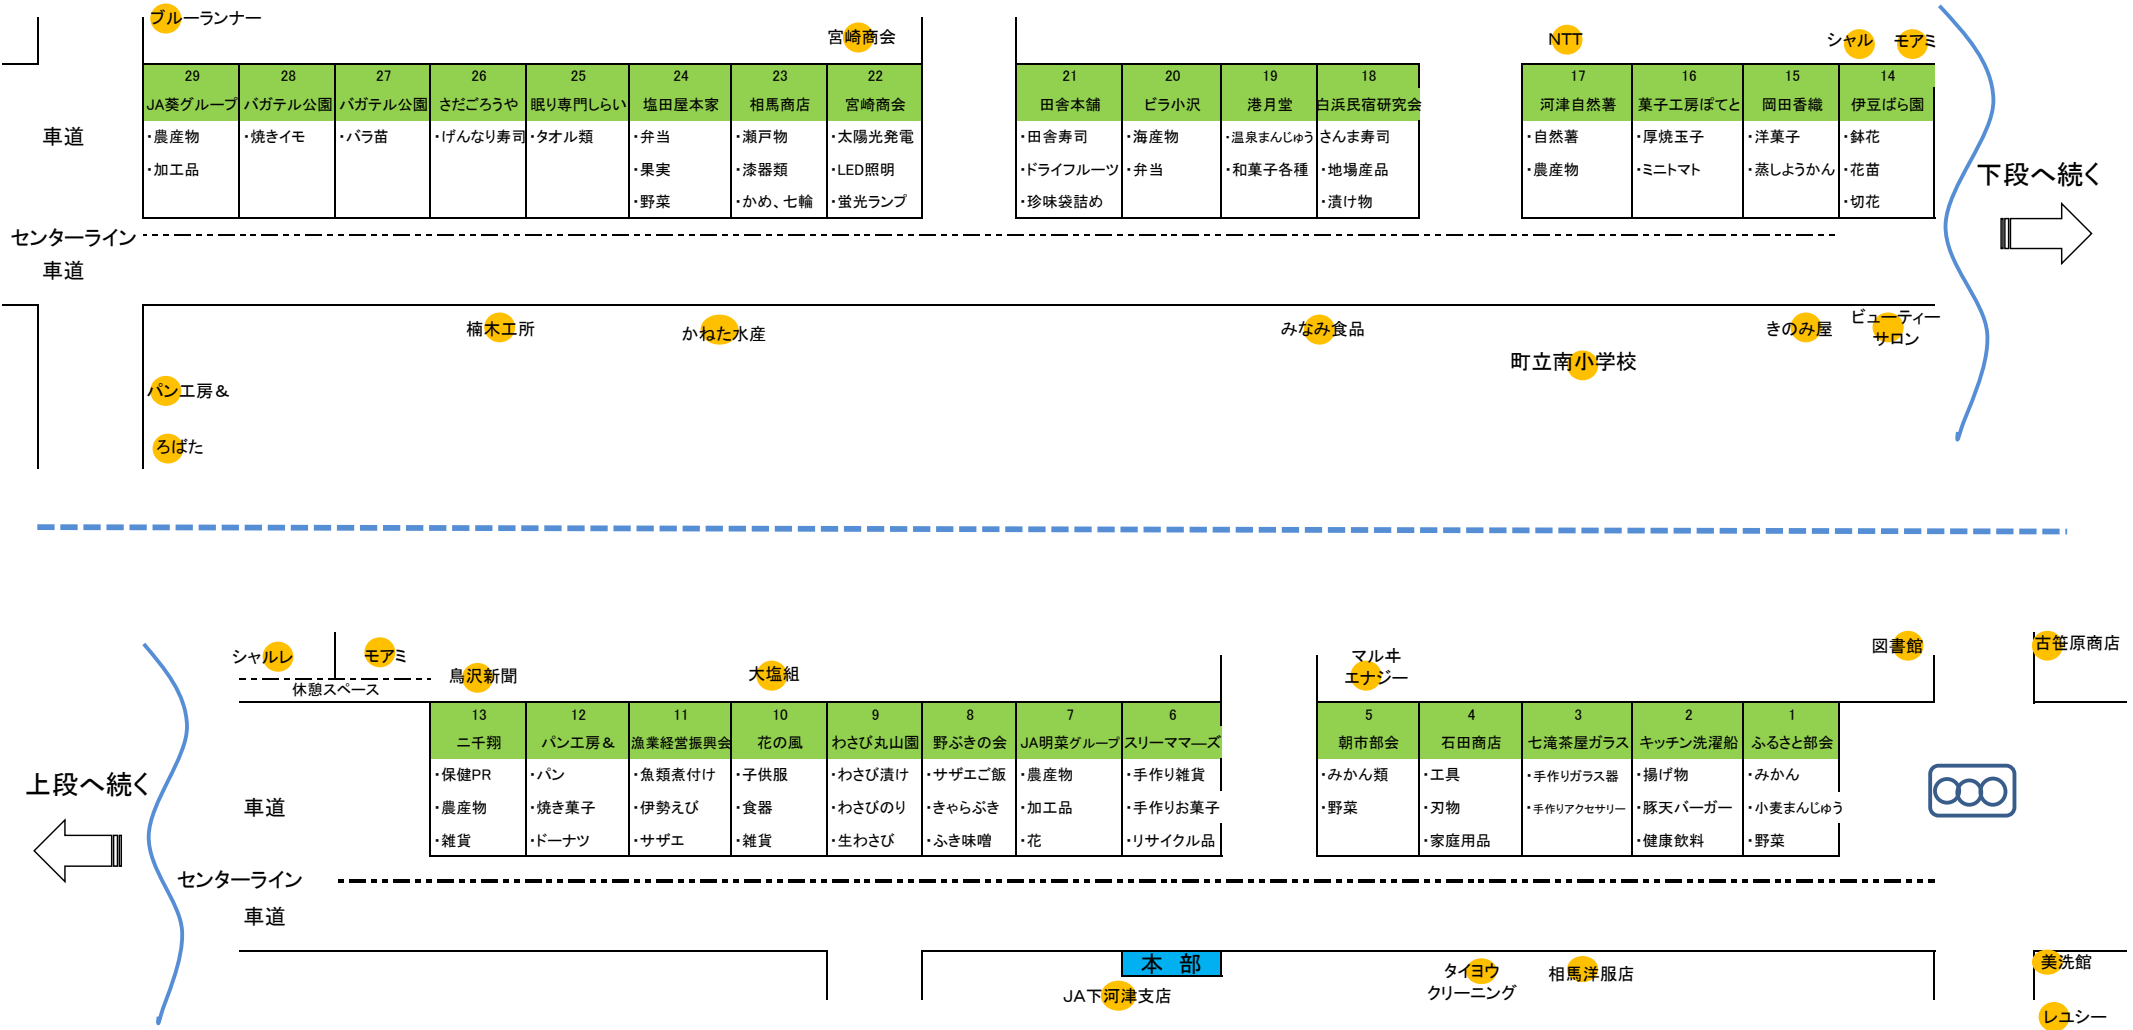 ブルーランナー
宮崎商会
NTT
シャル
モアミ
29
28
27
26
25
24
23
22
21
20
19
18
17
16
15
14
JA葵グループ
バガテル公園
バガテル公園
さだごろうや
眠り専門しらい
塩田屋本家
相馬商店
宮崎商会
田舎本舗
ビラ小沢
港月堂
白浜民宿研究会
河津自然薯
菓子工房ぽてと
岡田香織
伊豆ばら園
車道
・農産物
・焼きイモ
・バラ苗
・げんなり寿司
・タオル類
・弁当
・瀬戸物
・太陽光発電
・田舎寿司
・海産物
・温泉まんじゅう
さんま寿司
・自然薯
・厚焼玉子
・洋菓子
・鉢花
・加工品
・果実
・漆器類
・LED照明
・ドライフルーツ
・弁当
・和菓子各種
・地場産品
・農産物
・ミニトマト
・蒸しようかん
・花苗
下段へ続く
・野菜
・かめ、七輪
・蛍光ランプ
・珍味袋詰め
・漬け物
・切花
センターライン
車道
楠木工所
かねた水産
みなみ食品
きのみ屋
ビューティー
サロン
町立南小学校
パン工房＆
ろばた
シャルレ
モアミ
休憩スペース
鳥沢新聞
大塩組
マルヰ
エナジー
図書館
古笹原商店
13
12
11
10
9
8
7
6
5
4
3
2
1
二千翔
パン工房＆
漁業経営振興会
花の風
わさび丸山園
野ぶきの会
JA明菜グループ
スリーママーズ
朝市部会
石田商店
七滝茶屋ガラス
キッチン洗濯船
ふるさと部会
上段へ続く
・保健PR
・パン
・魚類煮付け
・子供服
・わさび漬け
・サザエご飯
・農産物
・手作り雑貨
・みかん類
・工具
・手作りガラス器
・揚げ物
・みかん
車道
・農産物
・焼き菓子
・伊勢えび
・食器
・わさびのり
・きゃらぶき
・加工品
・手作りお菓子
・野菜
・刃物
・手作りアクセサリー
・豚天バーガー
・小麦まんじゅう
・雑貨
・ドーナツ
・サザエ
・雑貨
・生わさび
・ふき味噌
・花
・リサイクル品
・家庭用品
・健康飲料
・野菜
センターライン
車道
本 部
JA下河津支店
タイヨウ
クリーニング
相馬洋服店
美洗館
レユシー